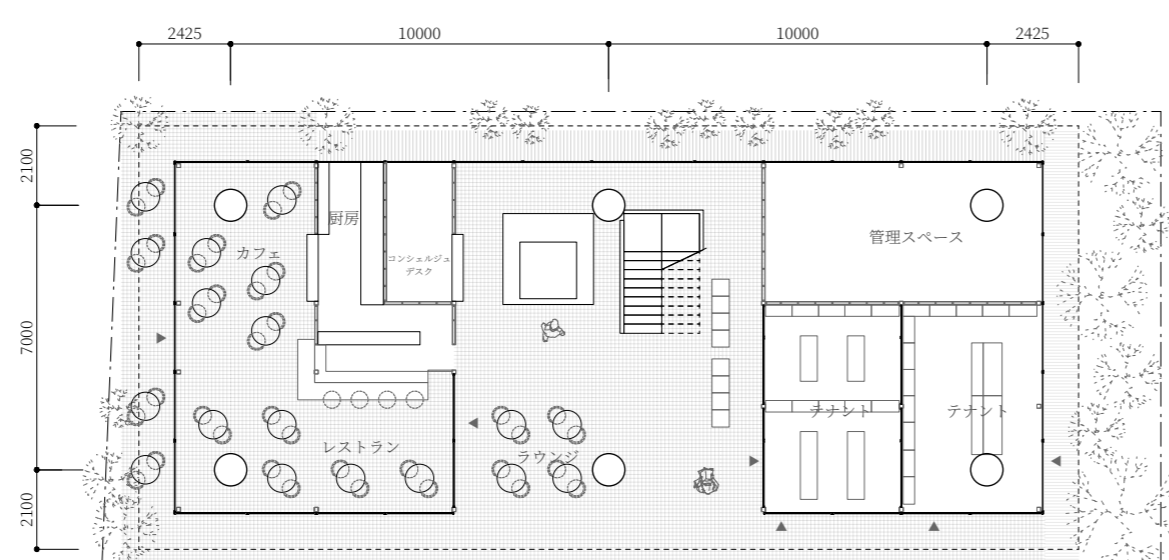 2425
10000
10000
2425
2100
7000
2100
厨房
カフェ
コンシェルジュ
デスク
管理スペース
テナント
テナント
レストラン
ラウンジ